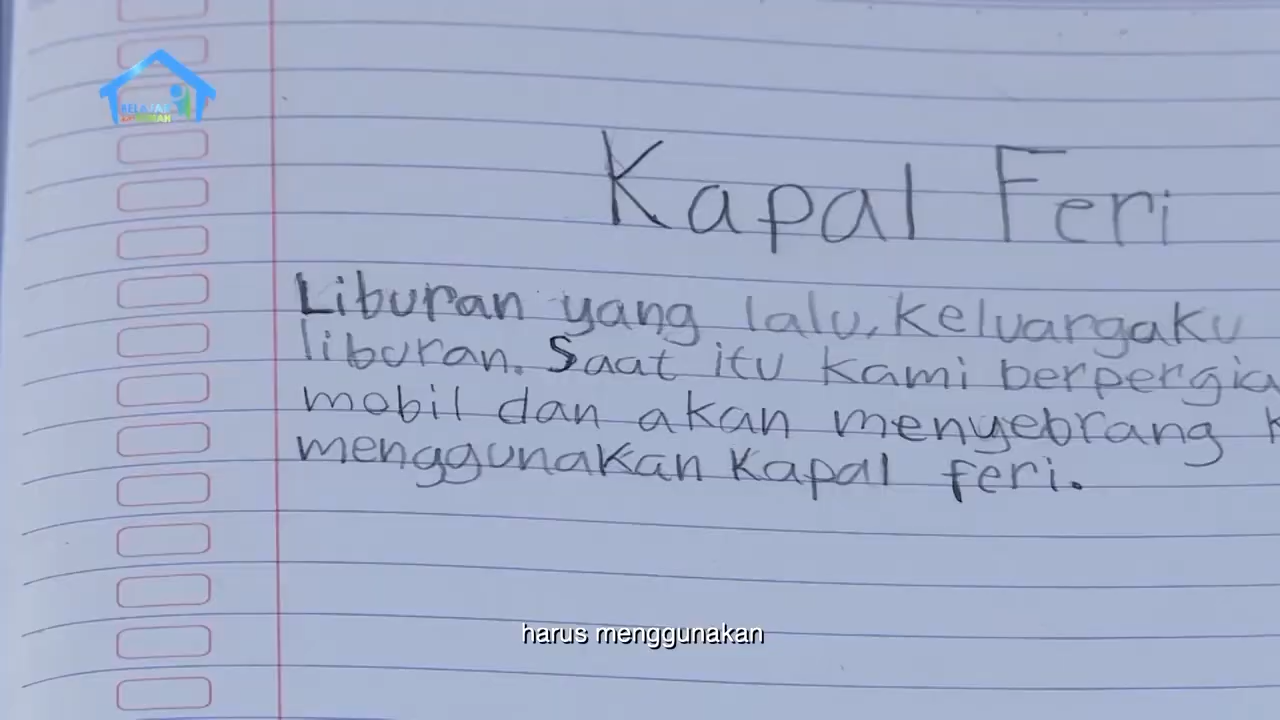 BELAJAR
Kapal Feri
Liburan yang lalu, keluargaku
liburan. Saat itu kami berpergia
mobil dan akan menyebrang k
menggunakan kapal feri.
harus menggunakan